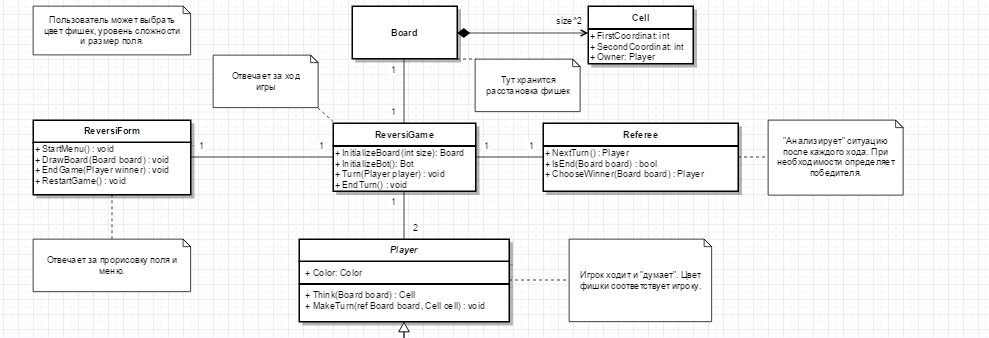 Пользователь может выбрать
цвет фишек, уровень сложности
и размер поля.
Board
size^2
Cell
+ FirstCoordinat: int
+ SecondCoordinat: int
+ Owner: Player
Отвечает за ход
игры
1
Тут хранится
расстановка фишек
1
ReversiForm
+ StartMenu() : void
+ DrawBoard(Board board) : void
+ EndGame(Player winner) : void
+ RestartGame() : void
1
1
ReversiGame
+ InitializeBoard(int size): Board
+ InitializeBot(): Bot
+ Turn(Player player): void
+ EndTurn() : void
1
1
Referee
+ NextTurn() : Player
+ IsEnd(Board board) : bool
+ ChooseWinner(Board board) : Player
"Анализирует" ситуацию
после каждого хода. При
необходимости определяет
победителя.
1
2
Отвечает за прорисовку поля и
меню.
Player
+ Color: Color
+ Think(Board board) : Cell
+ MakeTurn(ref Board board, Cell cell) : void
Игрок ходит и "думает". Цвет
фишки соответствует игроку.